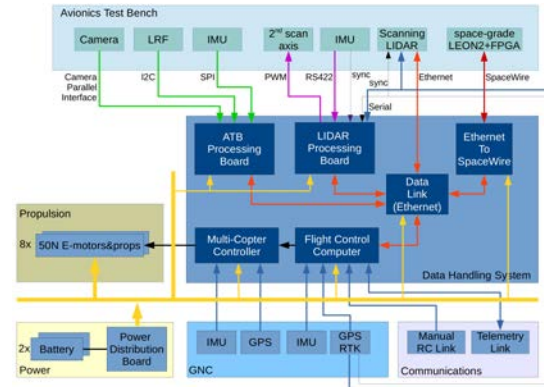 Avionics Test Bench
Camera
LRF
IMU
2nd scan
axis
IMU
Scanning
LIDAR
space-grade
LEON2+FPGA
Camera
Parallel
Interface
I2C
SPI
PWM
RS422
sync
sync
Ethernet
SpaceWire
Serial
ATB
Processing
Board
LIDAR
Processing
Board
Ethernet
To
SpaceWire
Data
Link
(Ethernet)
Propulsion
8x
50N E-motors&props
Multi-Copter
Controller
Flight Control
Computer
Data Handling System
2x
Battery
Power
Distribution
Board
Power
IMU
GPS
IMU
GPS
RTK
GNC
Manual
RC Link
Telemetry
Link
Communications